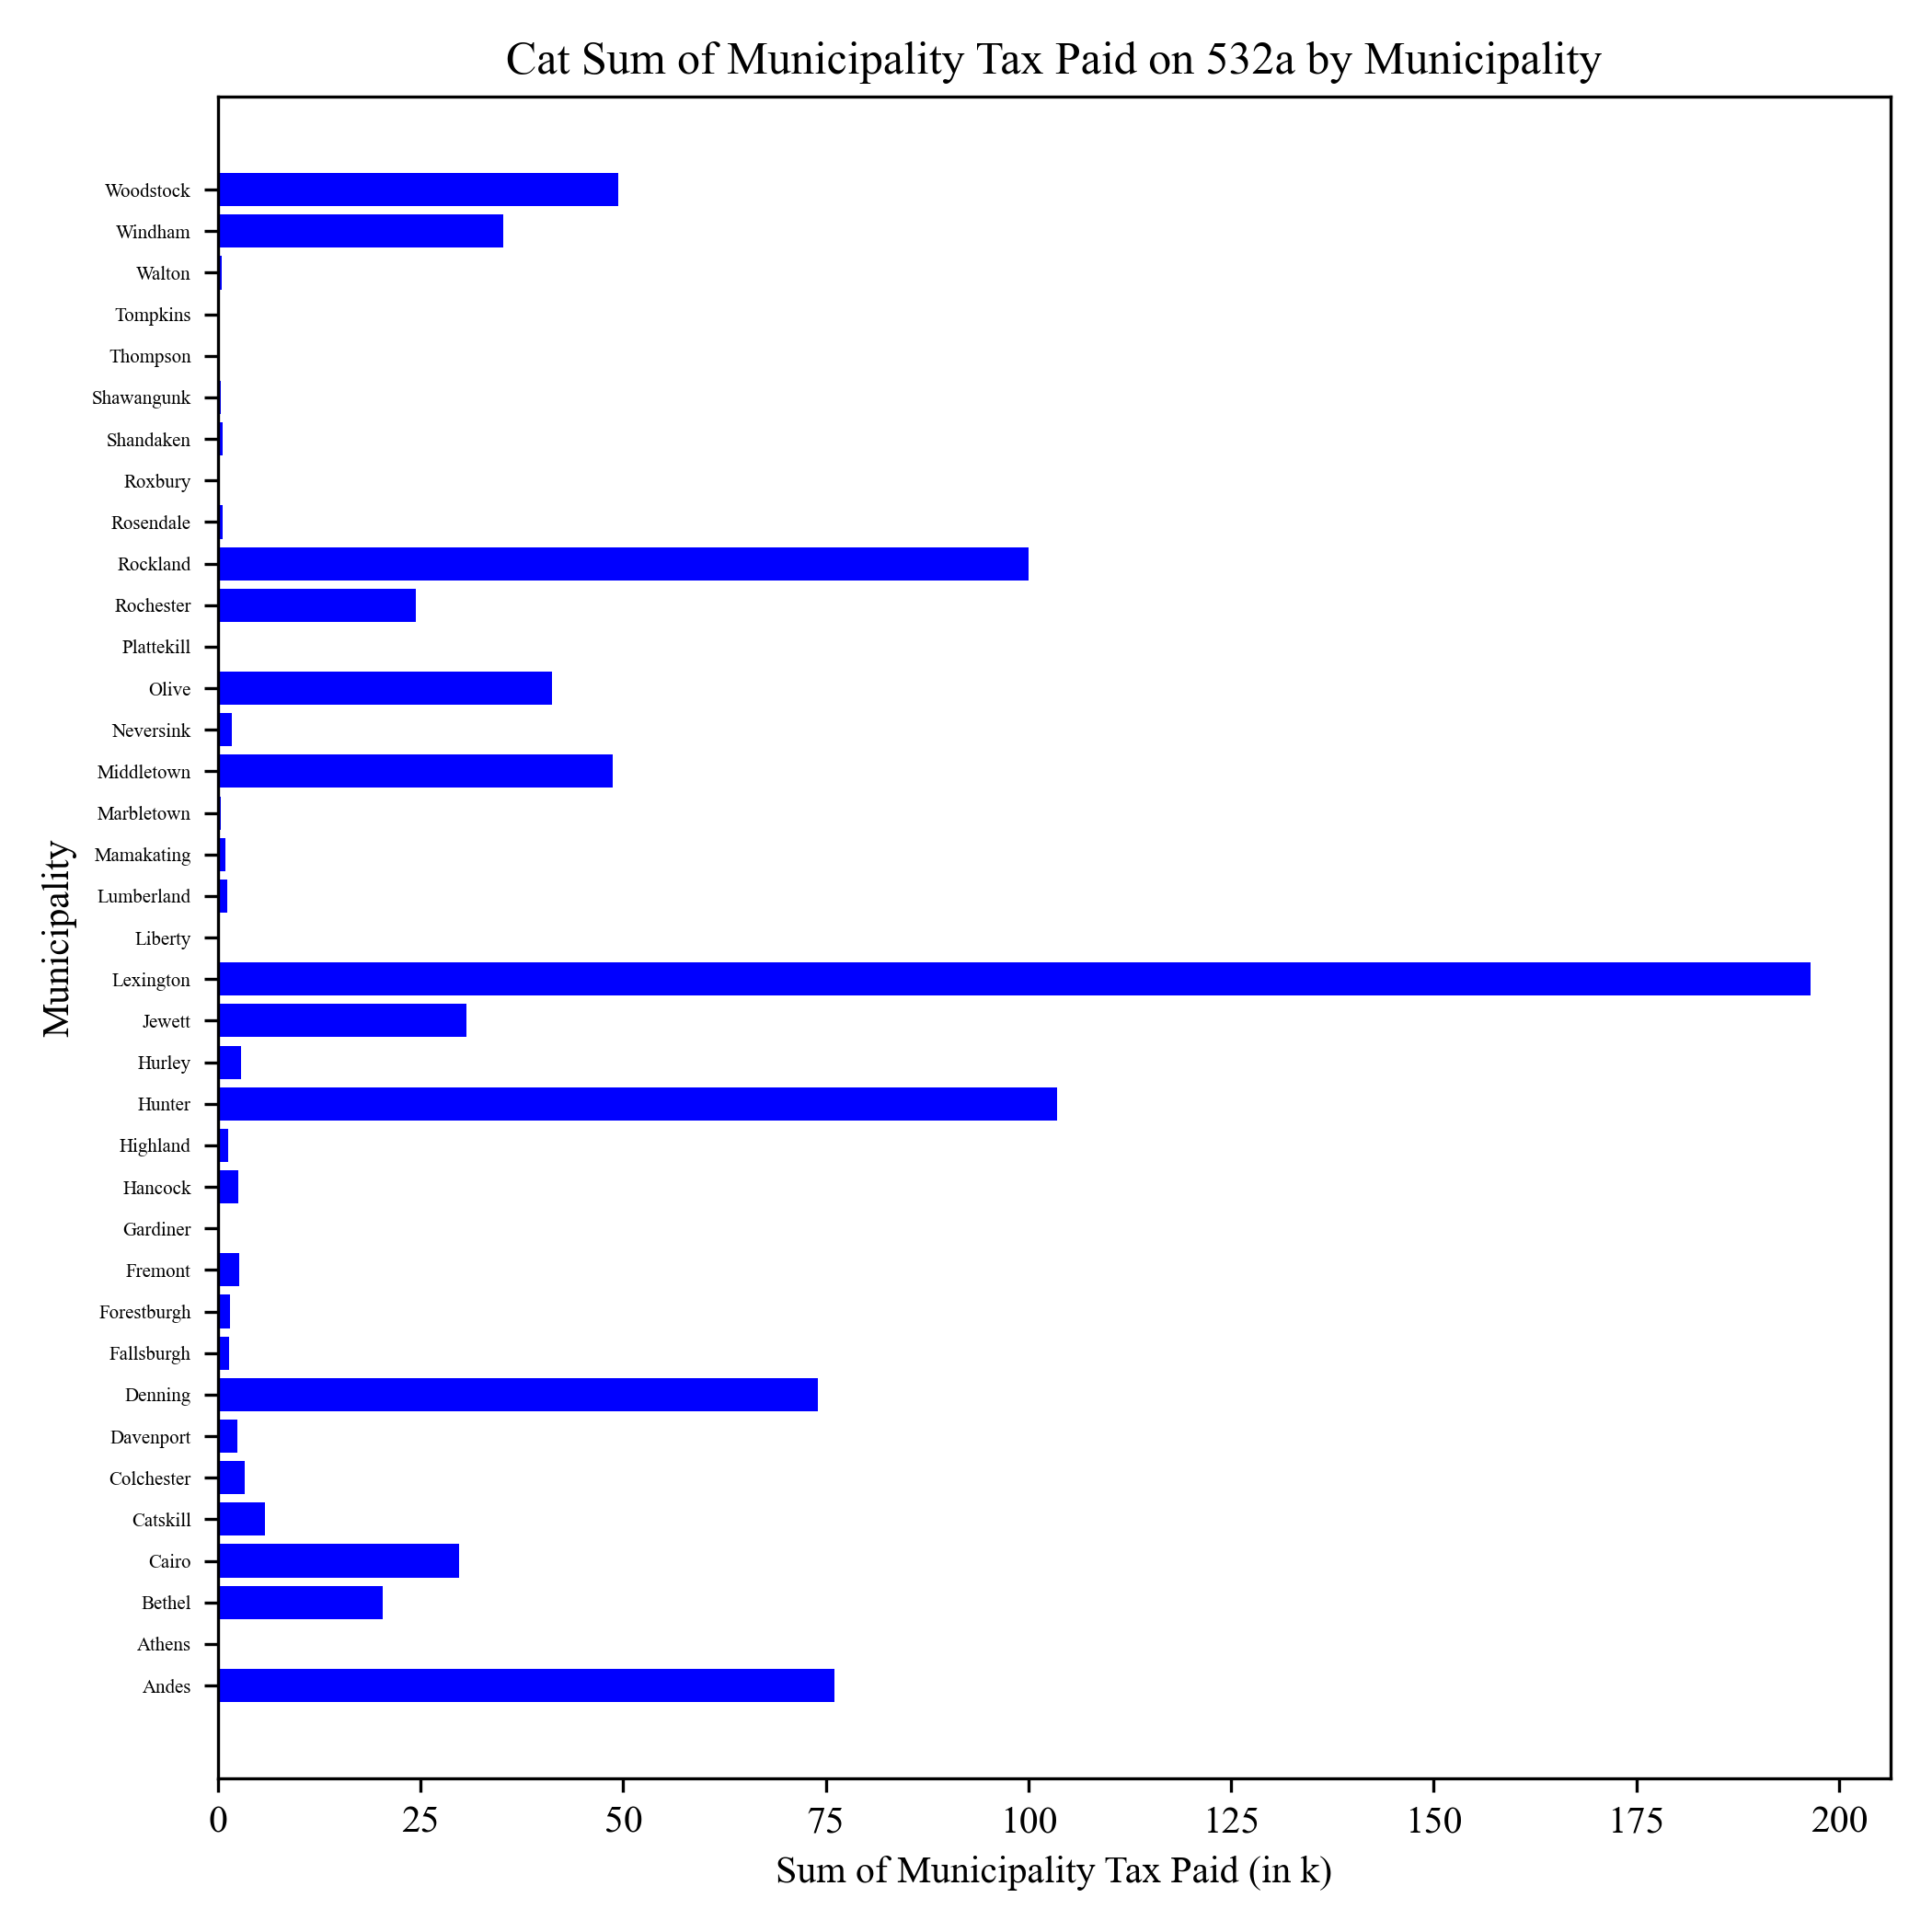 Cat Sum of Municipality Tax Paid on 532a by Municipality
Woodstock
Windham
Walton
Tompkins
Thompson
Shawangunk
Shandaken
Roxbury
Rosendale
Rockland
Rochester
Plattekill
Olive
Neversink
Middletown
Marbletown
Mamakating
Lumberland
Liberty
Lexington
Jewett
Hurley
Hunter
Highland
Hancock
Gardiner
Fremont
Forestburgh
Fallsburgh
Denning
Davenport
Colchester
Catskill
Cairo
Bethel
Athens
Andes
Municipality
0 25 50 75 100 125 150 175 200
Sum of Municipality Tax Paid (in k)